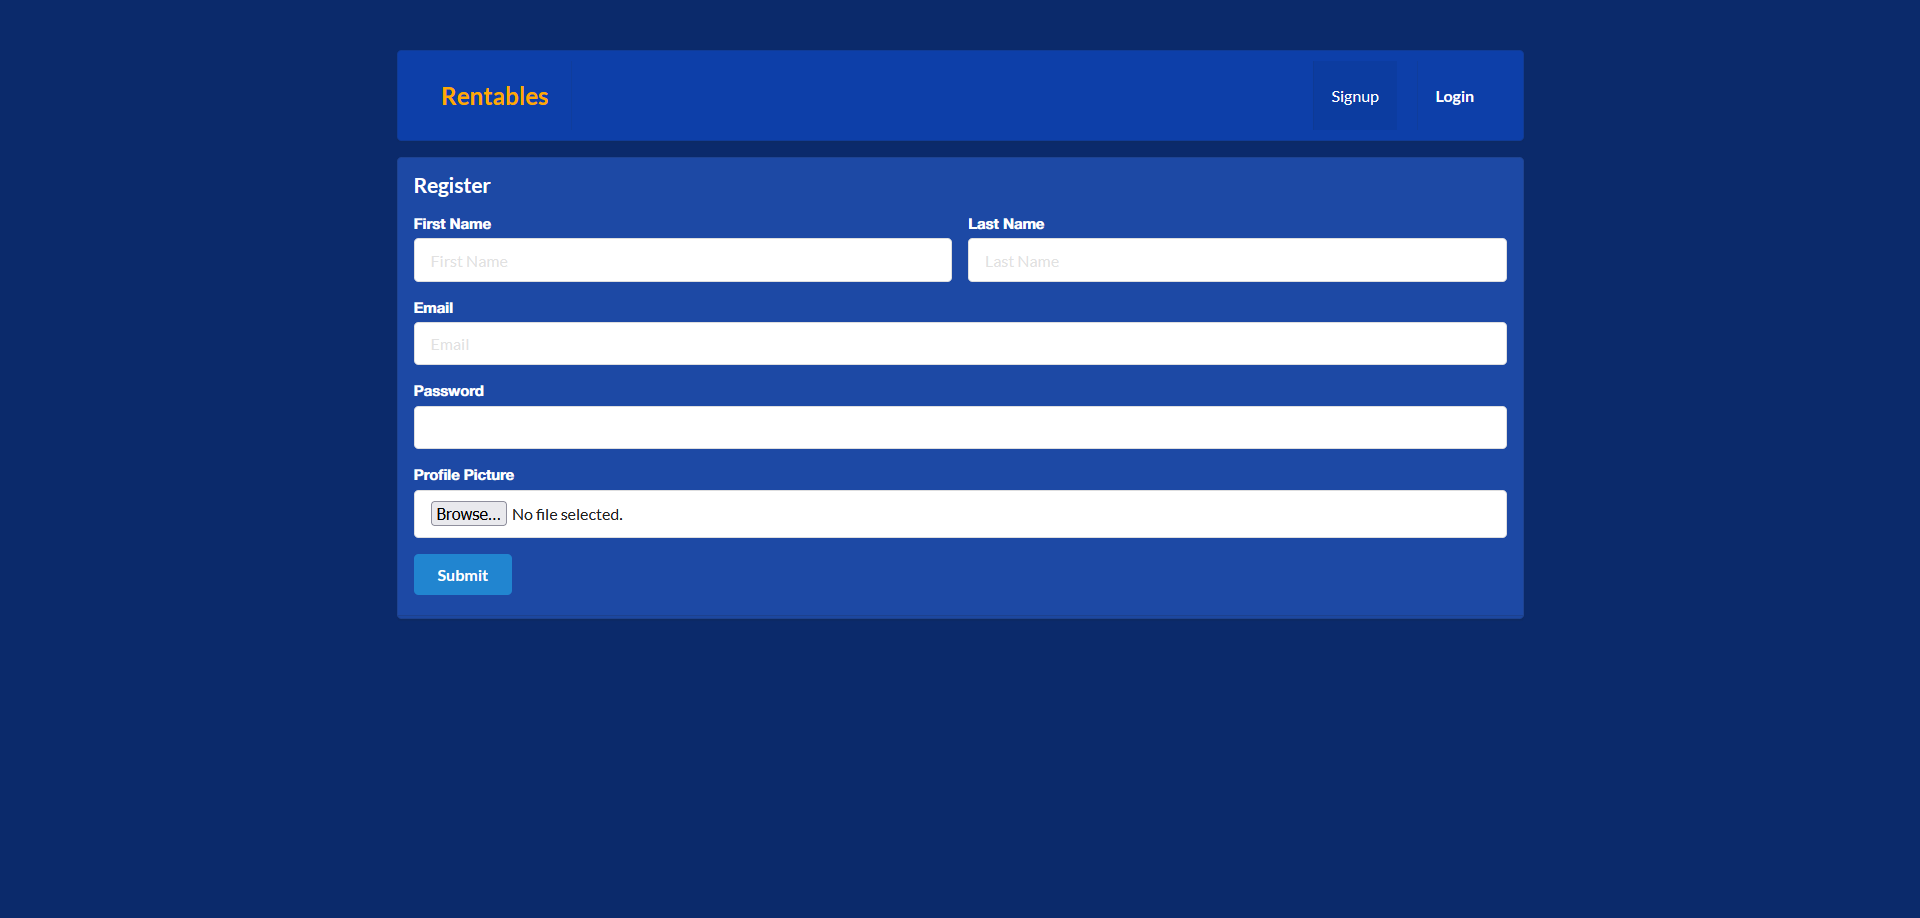 Rentables Signup Login
Register
First Name Last Name
First Name Last Name
Email
Email
Password
Profile Picture
Browse... No file selected.
Submit